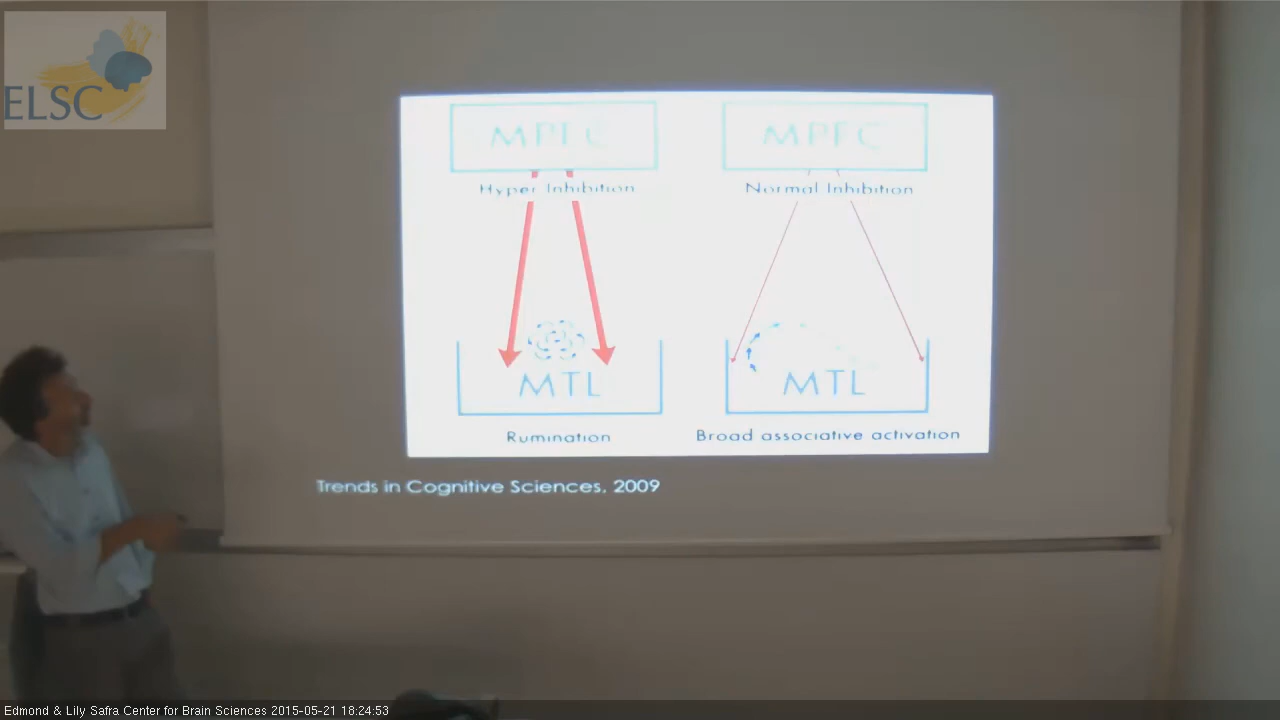 ELSC
MPFC
MPFC
Hyper Inhibition
Normal Inhibition
MTL
MTL
Rumination
Broad associative activation
Trends in Cognitive Sciences, 2009
Edmond & Lily Safra Center for Brain Sciences 2015-05-21 18:24:53